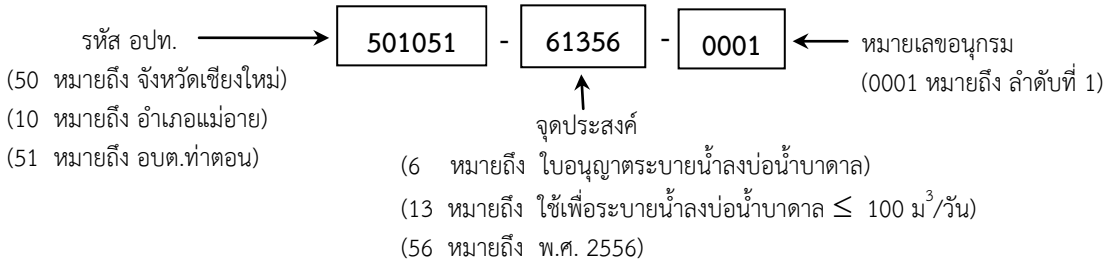 รหัส อปท. 501051 - 61356 - 0001 หมายเลขอนุกรม
(50 หมายถึง จังหวัดเชียงใหม่) (0001 หมายถึง ลำดับที่ 1)
(10 หมายถึง อำเภอแม่อาย) จุดประสงค์
(51 หมายถึง อบต.ท่าตอน)
(6 หมายถึง ใบอนุญาตระบายน้ำลงบ่อน้ำบาดาล)
(13 หมายถึง ใช้เพื่อระบายน้ำลงบ่อน้ำบาดาล ≤ 100 ม³/วัน)
(56 หมายถึง พ.ศ. 2556)